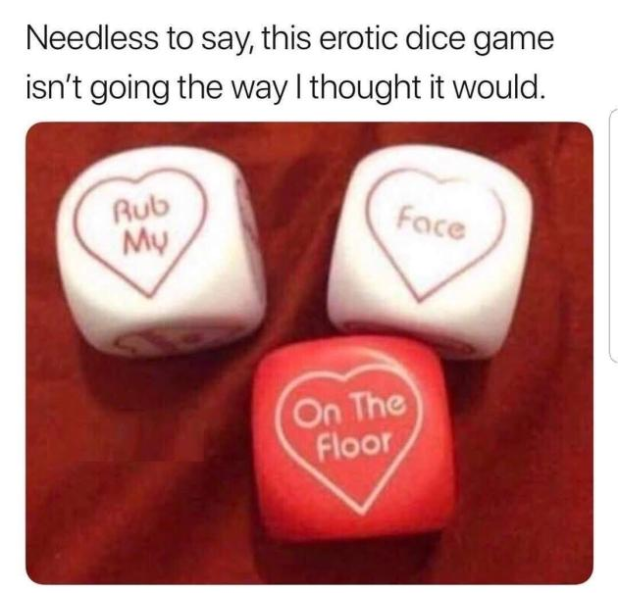 Needless to say, this erotic dice game
isn't going the way I thought it would.
Rub
My
Face
On The
Floor